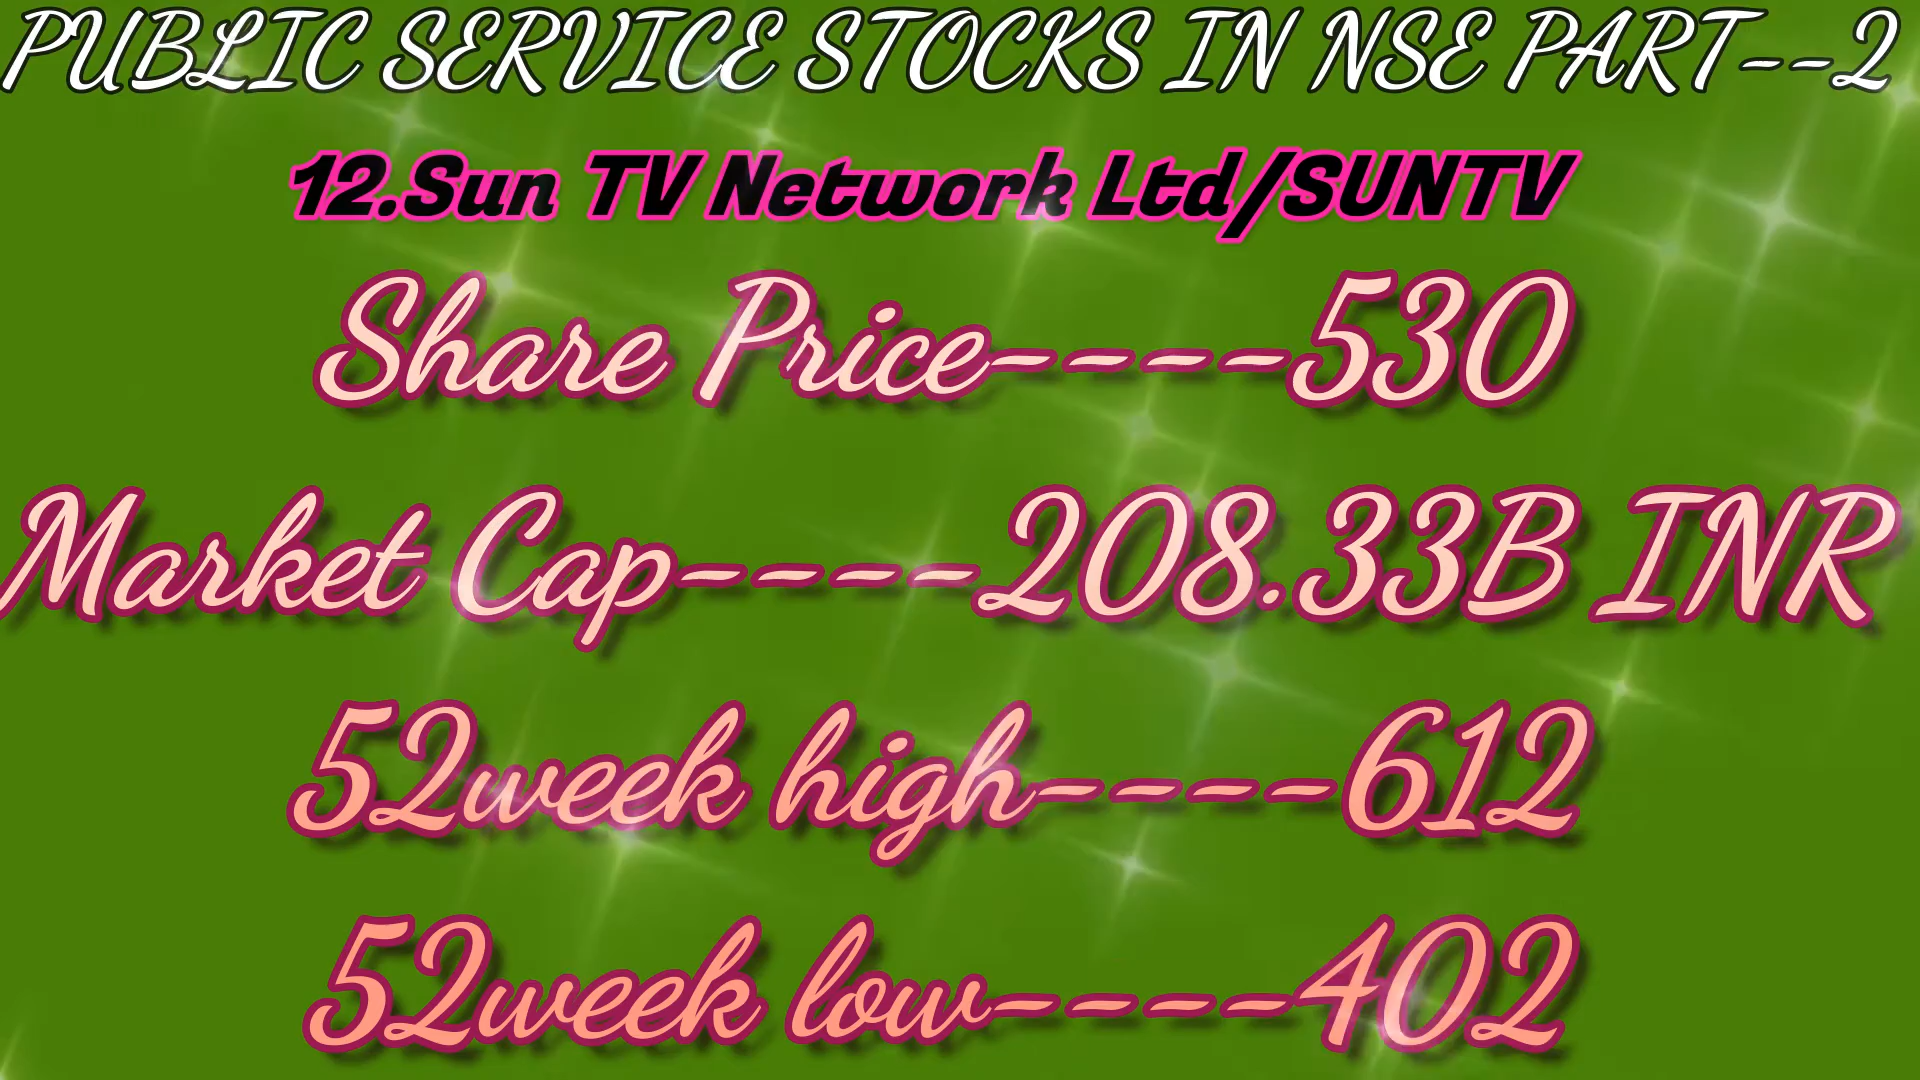 PUBLIC SERVICE STOCKS IN NSE PART--2
12.Sun TV Network Ltd/SUNTV
Share Price----530
Market Cap----208.33B INR
52week high----612
52week low----402